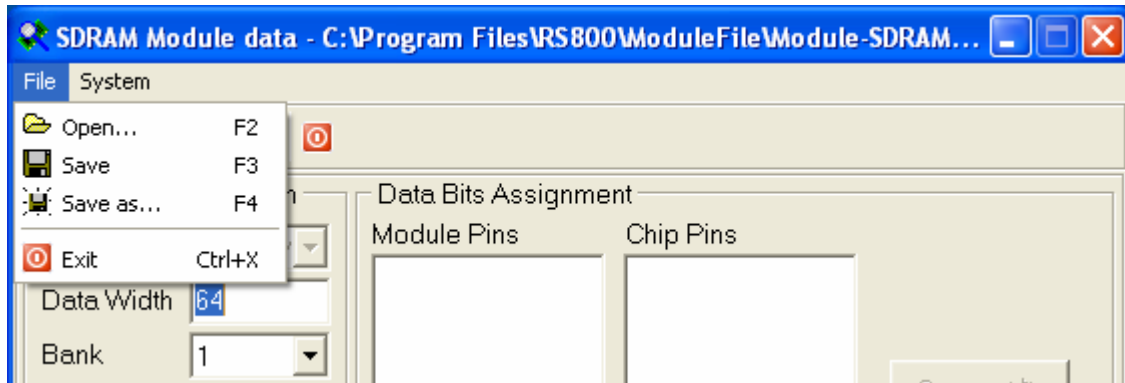 SDRAM Module data - C:\Program Files\RS800\ModuleFile\Module-SDRAM...
File System
Open... F2
Save F3
Save as... F4
Exit Ctrl+X
Data Width 64
Bank 1
Data Bits Assignment
Module Pins Chip Pins